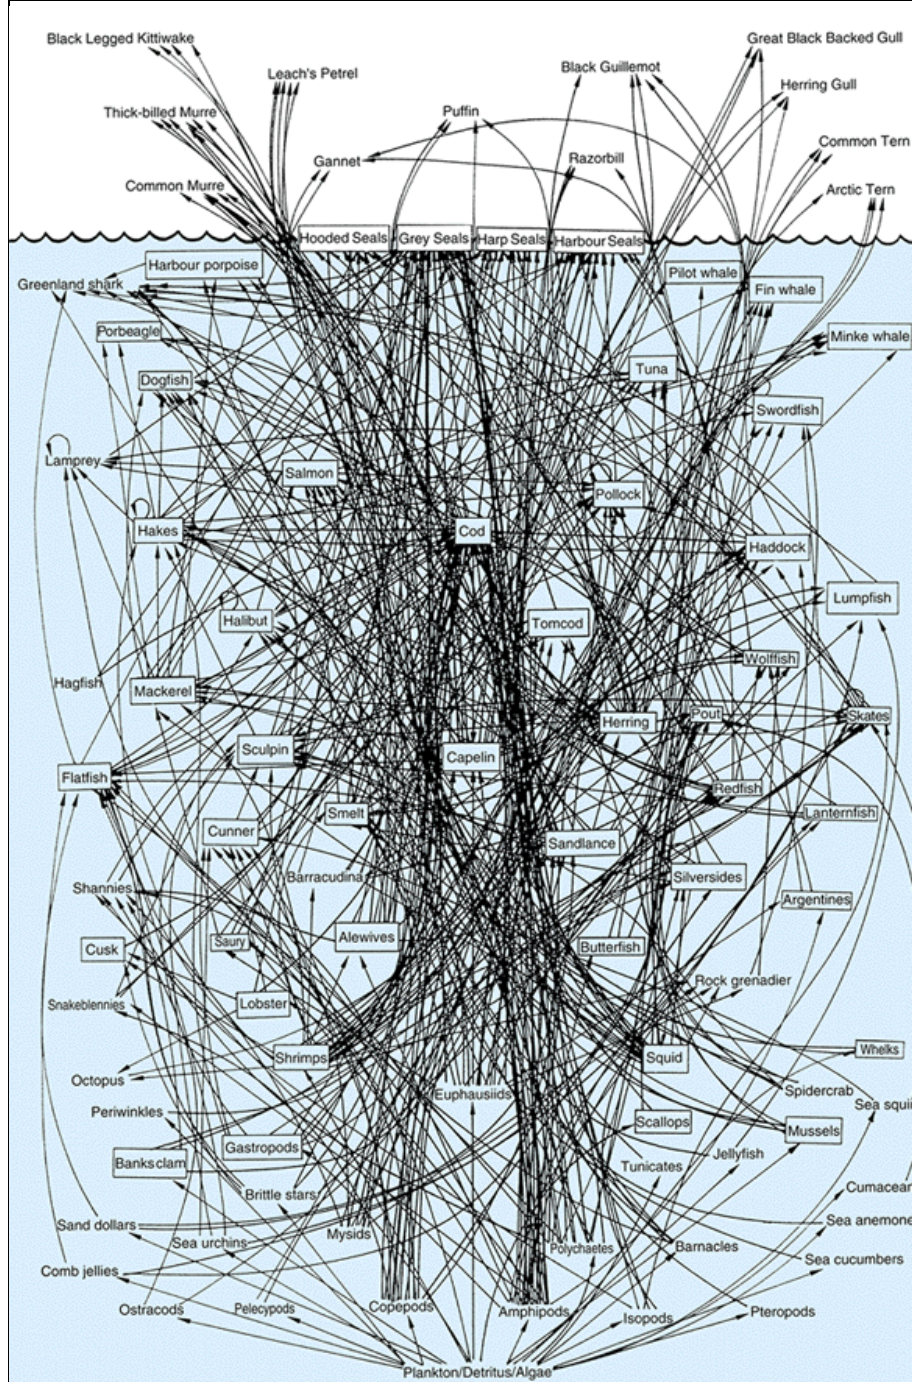 Black Legged Kittiwake
Great Black Backed Gull
Leach's Petrel
Black Guillemot
Herring Gull
Thick-billed Murre
Puffin
Common Tern
Gannet
Razorbill
Common Murre
Arctic Tern
Hooded Seals
Grey Seals
Harp Seals
Harbour Seals
Harbour porpoise
Pilot whale
Greenland shark
Fin whale
Porbeagle
Minke whale
Tuna
Dogfish
Swordfish
Lamprey
Salmon
Pollock
Hakes
Cod
Haddock
Lumpfish
Halibut
Tomcod
Wolffish
Hagfish
Mackerel
Herring
Pout
Skates
Sculpin
Capelin
Flatfish
Redfish
Smelt
Lanternfish
Cunner
Sandlance
Barracudina
Silversides
Shannies
Argentines
Cusk
Saury
Alewives
Butterfish
Rock grenadier
Snakeblennies
Lobster
Shrimps
Squid
Whelks
Octopus
Euphausiids
Spidercrab
Sea squi
Periwinkles
Scallops
Mussels
Gastropods
Jellyfish
Banksclam
Tunicates
Brittle stars
Cumacean
Sand dollars
Mysids
Sea anemone
Sea urchins
Polychaetes
Barnacles
Sea cucumbers
Comb jellies
Ostracods
Pelecypods
Copepods
Amphipods
Isopods
Pteropods
Plankton/Detritus/Algae